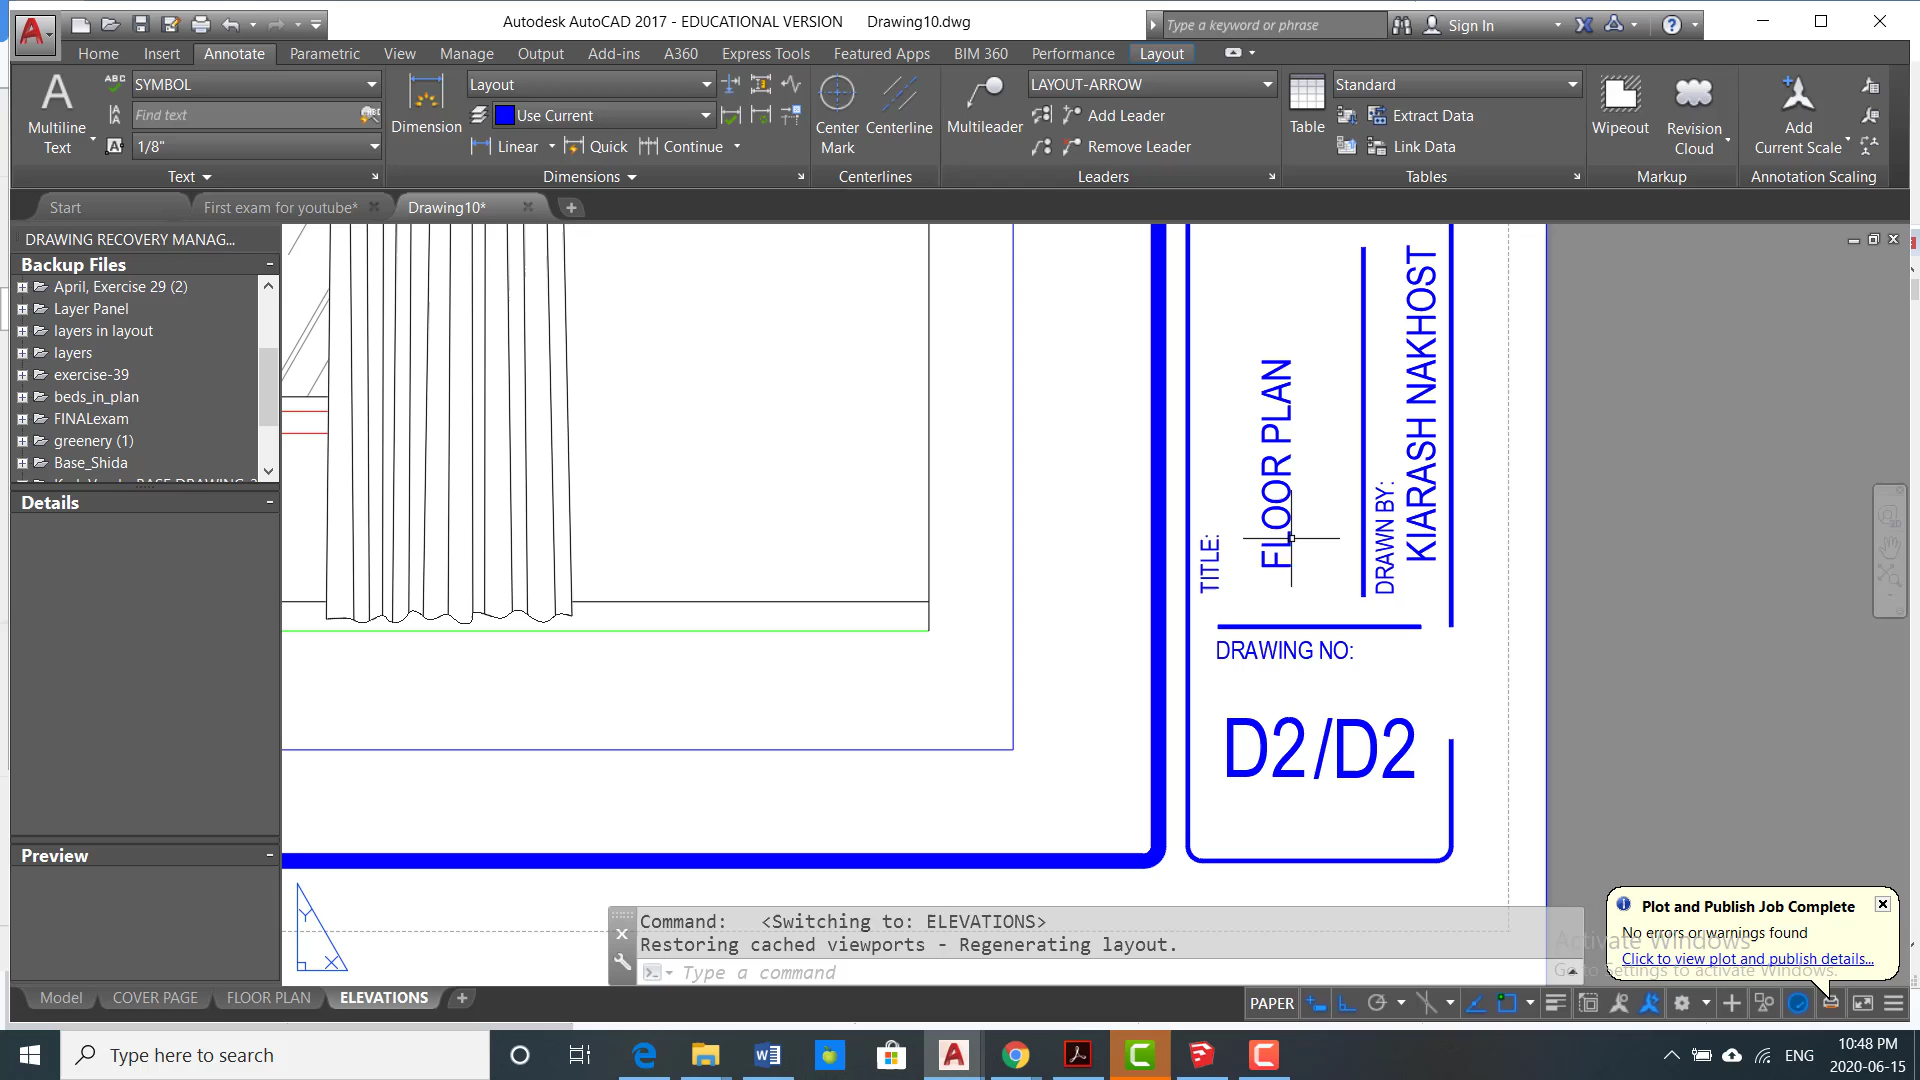 Autodesk AutoCAD 2017 - EDUCATIONAL VERSION Drawing10.dwg
Type a keyword or phrase
Sign In
Home Insert Annotate Parametric View Manage Output Add-ins A360 Express Tools Featured Apps BIM 360 Performance Layout
Multiline
Text
ABC
SYMBOL
Find text
1/8"
Text
Dimension
Layout
Use Current
Linear Quick Continue
Dimensions
Center
Mark
Centerline
Centerlines
Multileader
LAYOUT-ARROW
Add Leader
Remove Leader
Leaders
Table
Standard
Extract Data
Link Data
Tables
Wipeout
Revision
Cloud
Markup
Add
Current Scale
Annotation Scaling
Start First exam for youtube* Drawing10*
DRAWING RECOVERY MANAG...
Backup Files
April, Exercise 29 (2)
Layer Panel
layers in layout
layers
exercise-39
beds_in_plan
FINALexam
greenery (1)
Base_Shida
Details
Preview
TITLE:
FLOOR PLAN
DRAWN BY:
KIARASH NAKHOST
DRAWING NO:
D2/D2
Y
X
Command: <Switching to: ELEVATIONS>
Restoring cached viewports - Regenerating layout.
Type a command
Plot and Publish Job Complete
No errors or warnings found
Click to view plot and publish details...
Activate Windows
Go to Settings to activate Windows.
Model COVER PAGE FLOOR PLAN ELEVATIONS
PAPER
Type here to search
ENG
10:48 PM
2020-06-15